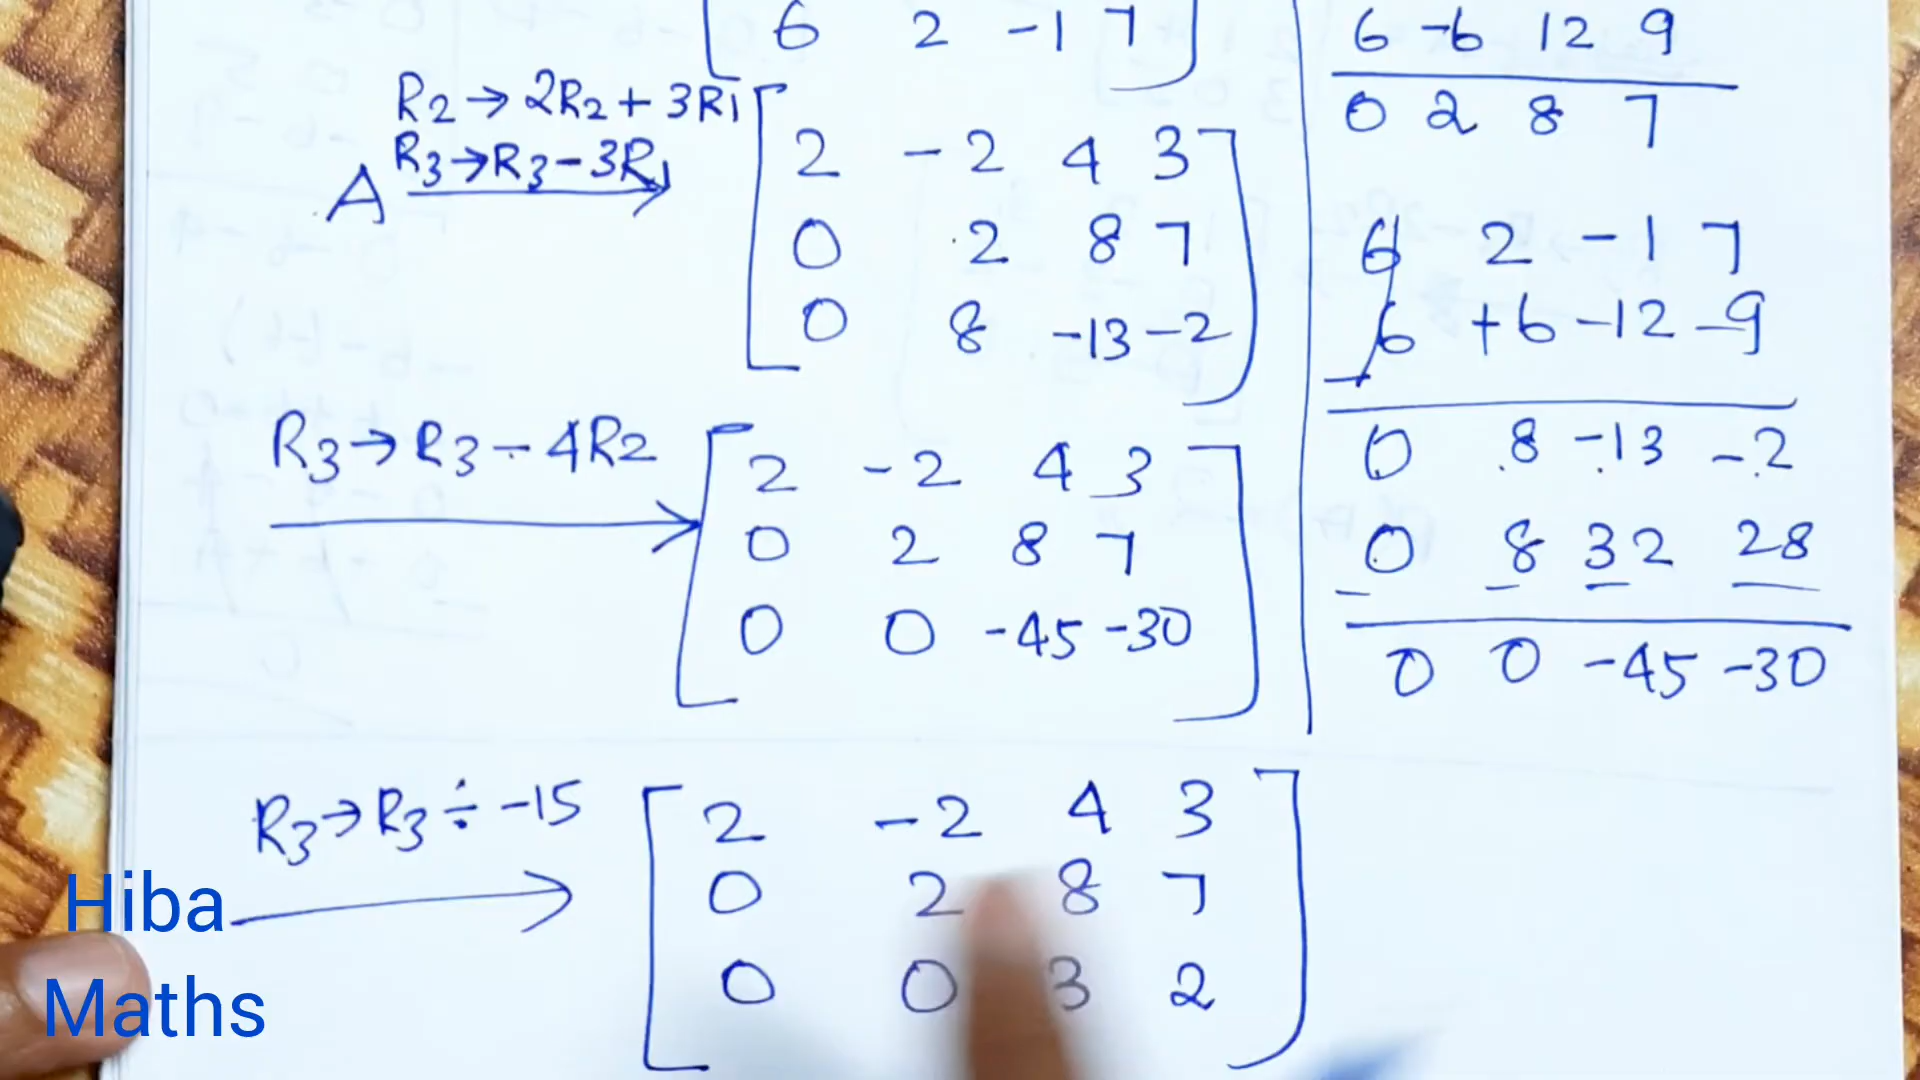 6 2 -1 7
R2 → 2R2 + 3R1
A R3 → R3 - 3R1
2 -2 4 3
0 2 8 7
0 8 -13 -2
R3 → R3 - 4R2
2 -2 4 3
0 2 8 7
0 0 -45 -30
R3 → R3 ÷ -15
2 -2 4 3
0 2 8 7
0 0 3 2
6 -6 12 9
0 2 8 7
6 2 -1 7
6 +6 -12 -9
0 8 -13 -2
0 8 32 28
0 0 -45 -30
Hiba
Maths